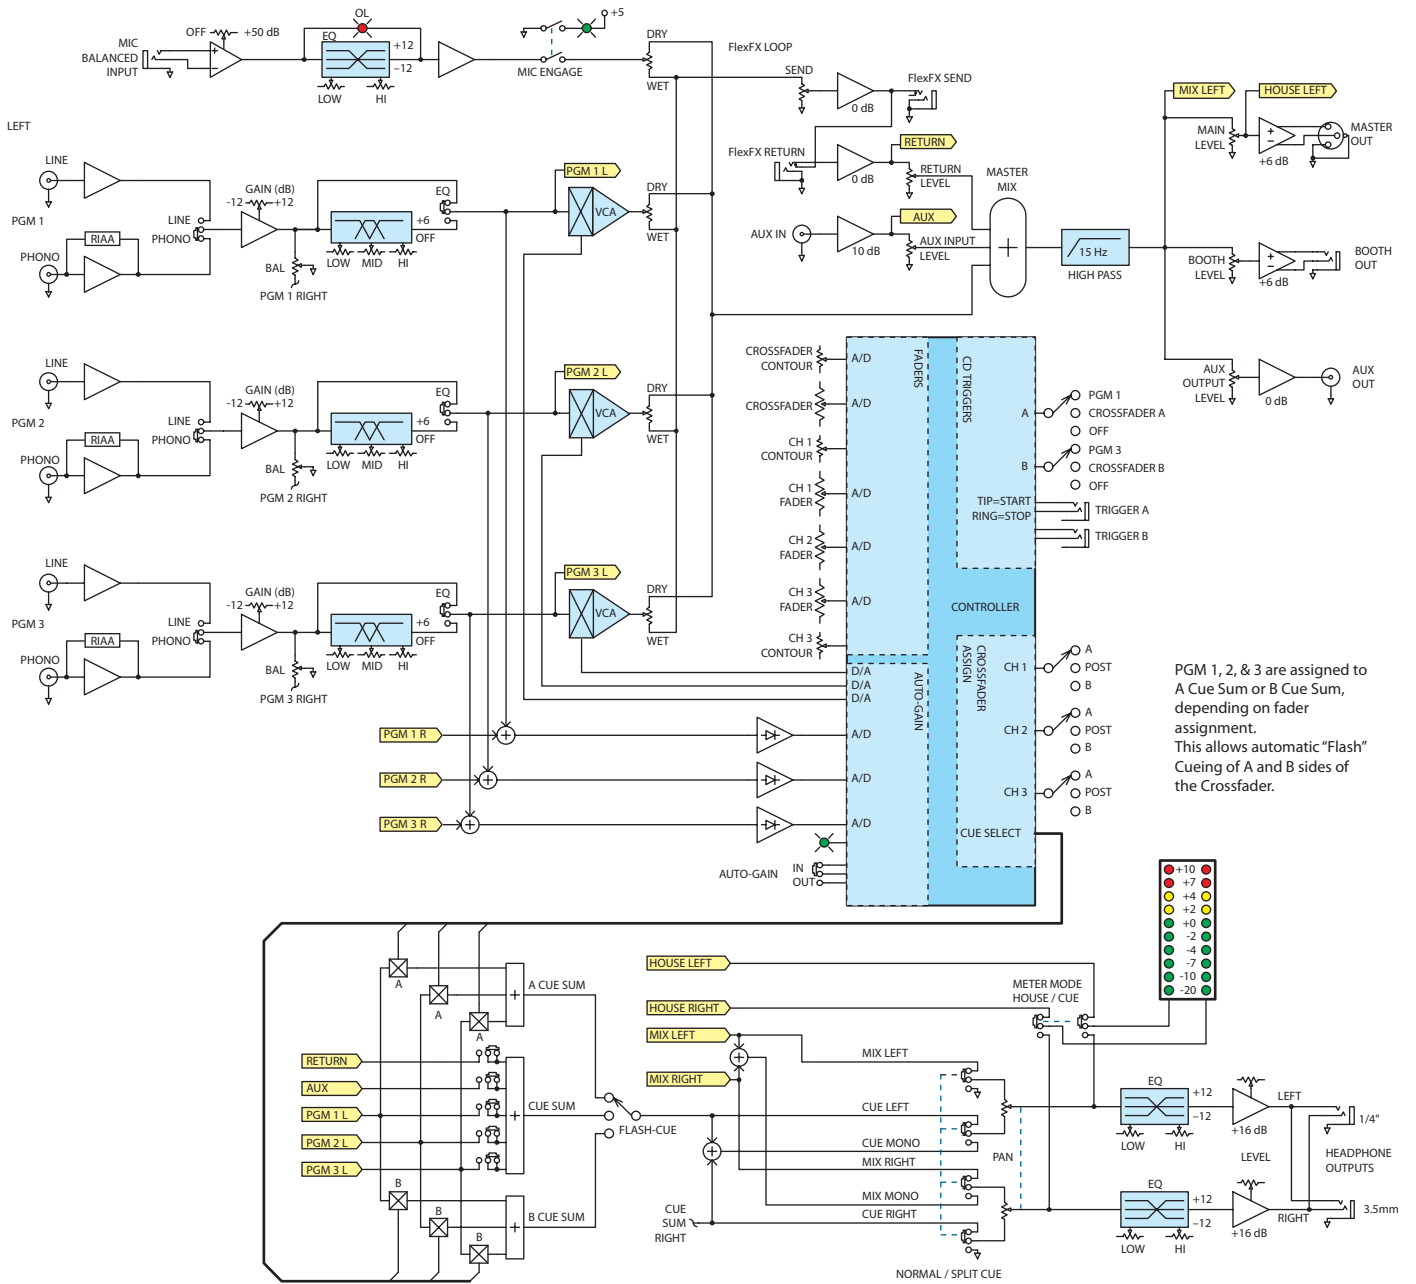 OL
+5
OFF
+50 dB
EQ
+12
-12
MIC
BALANCED
INPUT
LOW
HI
MIC ENGAGE
DRY
WET
FlexFX LOOP
SEND
0 dB
FlexFX SEND
FlexFX RETURN
0 dB
RETURN
RETURN
LEVEL
AUX IN
10 dB
AUX
AUX INPUT
LEVEL
MASTER
MIX
+
15 Hz
HIGH PASS
MIX LEFT
HOUSE LEFT
MAIN
LEVEL
+
–
+6 dB
MASTER
OUT
BOOTH
LEVEL
+
–
+6 dB
BOOTH
OUT
AUX
OUTPUT
LEVEL
0 dB
AUX
OUT
LEFT
LINE
PGM 1
PHONO
RIAA
LINE
PHONO
GAIN (dB)
-12
+12
BAL
PGM 1 RIGHT
EQ
+6
OFF
LOW
MID
HI
PGM 1 L
VCA
DRY
WET
LINE
PGM 2
PHONO
RIAA
LINE
PHONO
GAIN (dB)
-12
+12
BAL
PGM 2 RIGHT
EQ
+6
OFF
LOW
MID
HI
PGM 2 L
VCA
DRY
WET
LINE
PGM 3
PHONO
RIAA
LINE
PHONO
GAIN (dB)
-12
+12
BAL
PGM 3 RIGHT
EQ
+6
OFF
LOW
MID
HI
PGM 3 L
VCA
DRY
WET
CROSSFADER
CONTOUR
A/D
CROSSFADER
A/D
CH 1
CONTOUR
A/D
CH 1
FADER
A/D
CH 2
FADER
A/D
CH 3
FADER
A/D
CH 3
CONTOUR
FADERS
CD TRIGGERS
A
PGM 1
CROSSFADER A
OFF
B
PGM 3
CROSSFADER B
OFF
TIP=START
RING=STOP
TRIGGER A
TRIGGER B
CONTROLLER
D/A
D/A
D/A
AUTO-GAIN
CROSSFADER
ASSIGN
CH 1
A
POST
B
CH 2
A
POST
B
CH 3
A
POST
B
CUE SELECT
PGM 1 R
+
A/D
PGM 2 R
+
A/D
PGM 3 R
+
A/D
AUTO-GAIN
IN
OUT
PGM 1, 2, & 3 are assigned to
A Cue Sum or B Cue Sum,
depending on fader
assignment.
This allows automatic “Flash”
Cueing of A and B sides of
the Crossfader.
+10
+7
+4
+2
+0
-2
-4
-7
-10
-20
METER MODE
HOUSE / CUE
A
A
A
+
A CUE SUM
RETURN
AUX
PGM 1 L
PGM 2 L
PGM 3 L
+
CUE SUM
FLASH-CUE
B
B
B
+
B CUE SUM
HOUSE LEFT
HOUSE RIGHT
MIX LEFT
+
MIX RIGHT
MIX LEFT
CUE LEFT
+
CUE MONO
MIX RIGHT
MIX MONO
CUE RIGHT
CUE
SUM
RIGHT
PAN
NORMAL / SPLIT CUE
EQ
+12
–12
LOW
HI
+16 dB
LEVEL
LEFT
1/4"
HEADPHONE
OUTPUTS
EQ
+12
–12
LOW
HI
+16 dB
RIGHT
3.5mm